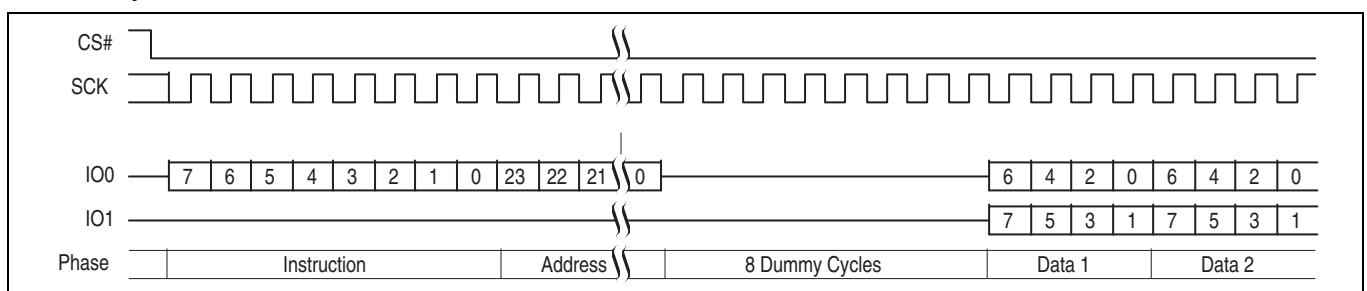 CS#
SCK
IO0 7 6 5 4 3 2 1 0 23 22 21 0 6 4 2 0 6 4 2 0
IO1 7 5 3 1 7 5 3 1
Phase Instruction Address 8 Dummy Cycles Data 1 Data 2